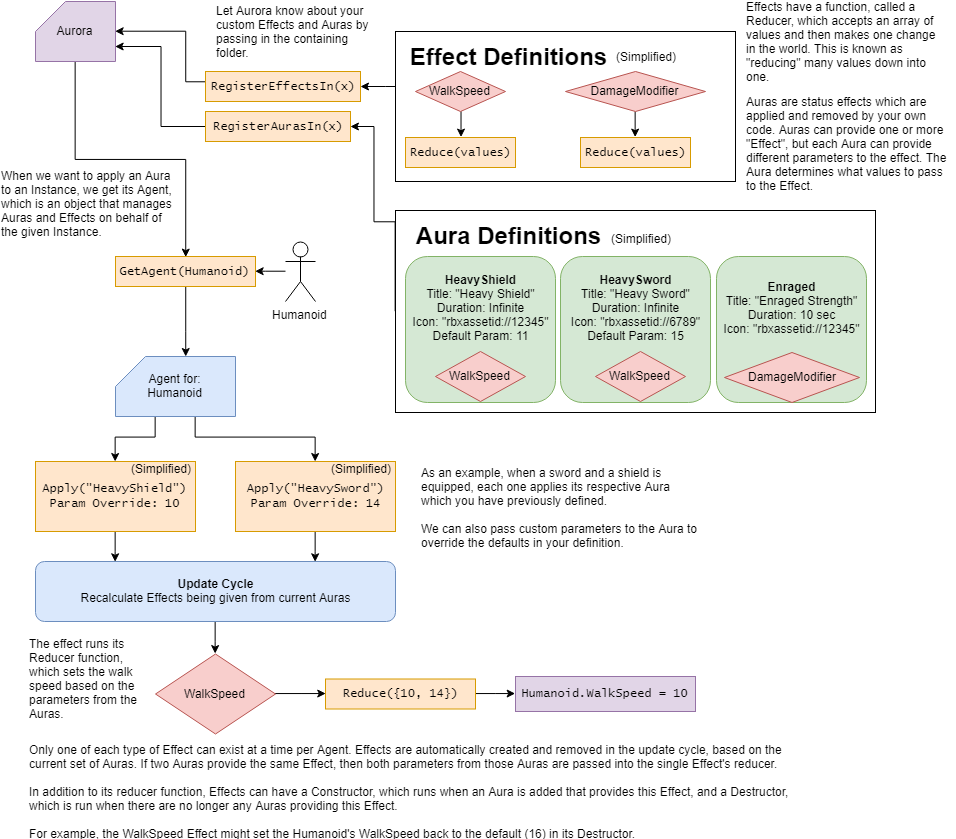 Aurora
Let Aurora know about your
custom Effects and Auras by
passing in the containing
folder.
RegisterEffectsIn(x)
RegisterAurasIn(x)
Effect Definitions (Simplified)
WalkSpeed
DamageModifier
Reduce(values)
Reduce(values)
Effects have a function, called a
Reducer, which accepts an array of
values and then makes one change
in the world. This is known as
"reducing" many values down into
one.
Auras are status effects which are
applied and removed by your own
code. Auras can provide one or more
"Effect", but each Aura can provide
different parameters to the effect. The
Aura determines what values to pass
to the Effect.
When we want to apply an Aura
to an Instance, we get its Agent,
which is an object that manages
Auras and Effects on behalf of
the given Instance.
GetAgent(Humanoid)
Humanoid
Aura Definitions (Simplified)
HeavyShield
Title: "Heavy Shield"
Duration: Infinite
Icon: "rbxassetid://12345"
Default Param: 11
WalkSpeed
HeavySword
Title: "Heavy Sword"
Duration: Infinite
Icon: "rbxassetid://6789"
Default Param: 15
WalkSpeed
Enraged
Title: "Enraged Strength"
Duration: 10 sec
Icon: "rbxassetid://12345"
DamageModifier
Agent for:
Humanoid
(Simplified)
Apply("HeavyShield")
Param Override: 10
(Simplified)
Apply("HeavySword")
Param Override: 14
As an example, when a sword and a shield is
equipped, each one applies its respective Aura
which you have previously defined.
We can also pass custom parameters to the Aura to
override the defaults in your definition.
Update Cycle
Recalculate Effects being given from current Auras
The effect runs its
Reducer function,
which sets the walk
speed based on the
parameters from the
Auras.
WalkSpeed
Reduce({10, 14})
Humanoid.WalkSpeed = 10
Only one of each type of Effect can exist at a time per Agent. Effects are automatically created and removed in the update cycle, based on the
current set of Auras. If two Auras provide the same Effect, then both parameters from those Auras are passed into the single Effect's reducer.
In addition to its reducer function, Effects can have a Constructor, which runs when an Aura is added that provides this Effect, and a Destructor,
which is run when there are no longer any Auras providing this Effect.
For example, the WalkSpeed Effect might set the Humanoid's WalkSpeed back to the default (16) in its Destructor.